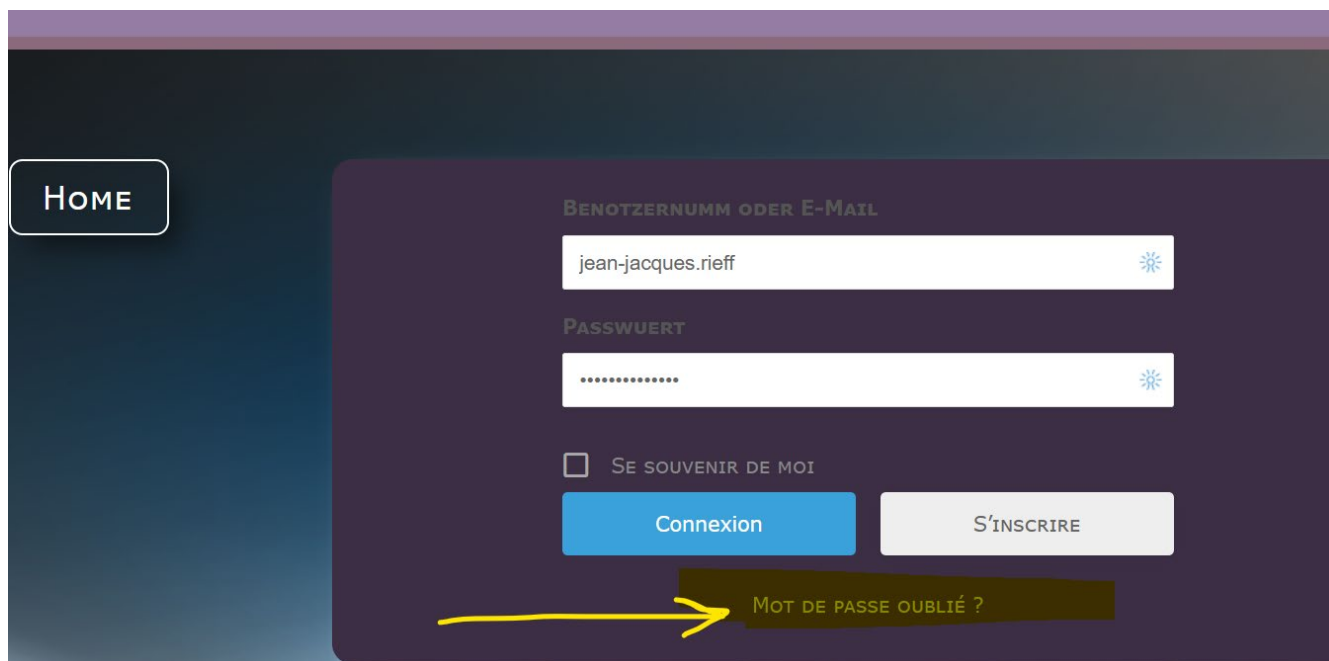 Home
Benotzernumm oder E-Mail
jean-jacques.rieff
Passwuert
••••••••••••••
Se souvenir de moi
Connexion
S'inscrire
Mot de passe oublié ?